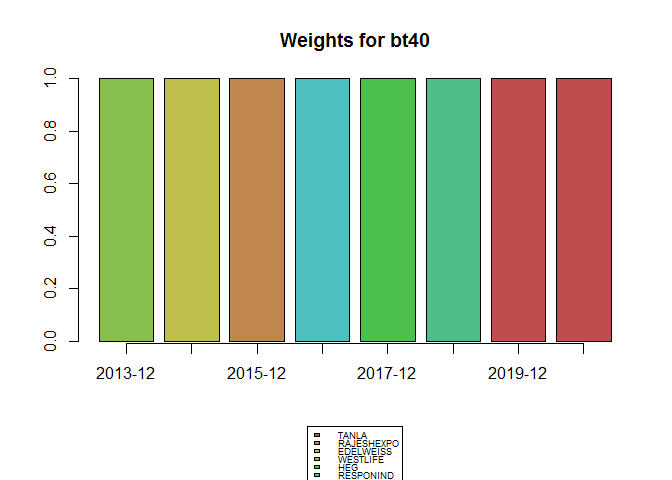 Weights for bt40
1.0
0.8
0.6
0.4
0.2
0.0
2013-12 2015-12 2017-12 2019-12
TANLA
RAJESHEXPO
EDELWEISS
WESTLIFE
HEG
RESPONIND